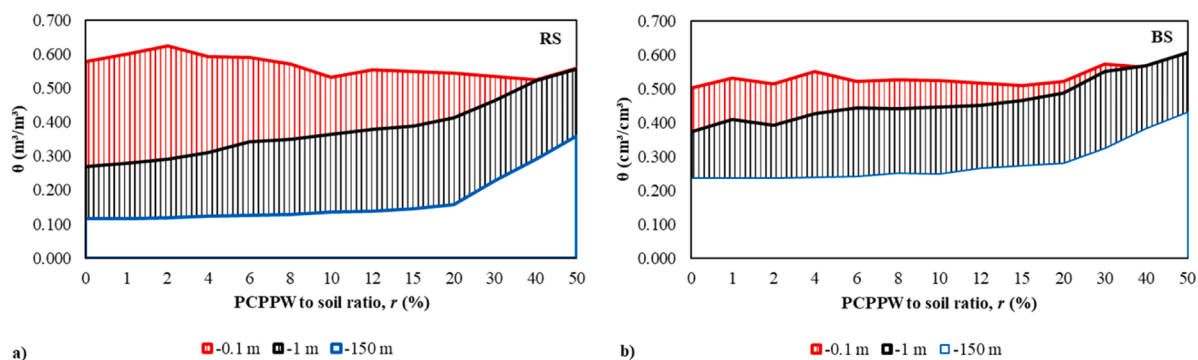 RS
0.700
0.600
0.500
0.400
0.300
0.200
0.100
0.000
θ (m³/m³)
0 1 2 4 6 8 10 12 15 20 30 40 50
PCPPW to soil ratio, r (%)
a)
-0.1 m -1 m -150 m
BS
0.700
0.600
0.500
0.400
0.300
0.200
0.100
0.000
θ (cm³/cm³)
0 1 2 4 6 8 10 12 15 20 30 40 50
PCPPW to soil ratio, r (%)
b)
-0.1 m -1 m -150 m